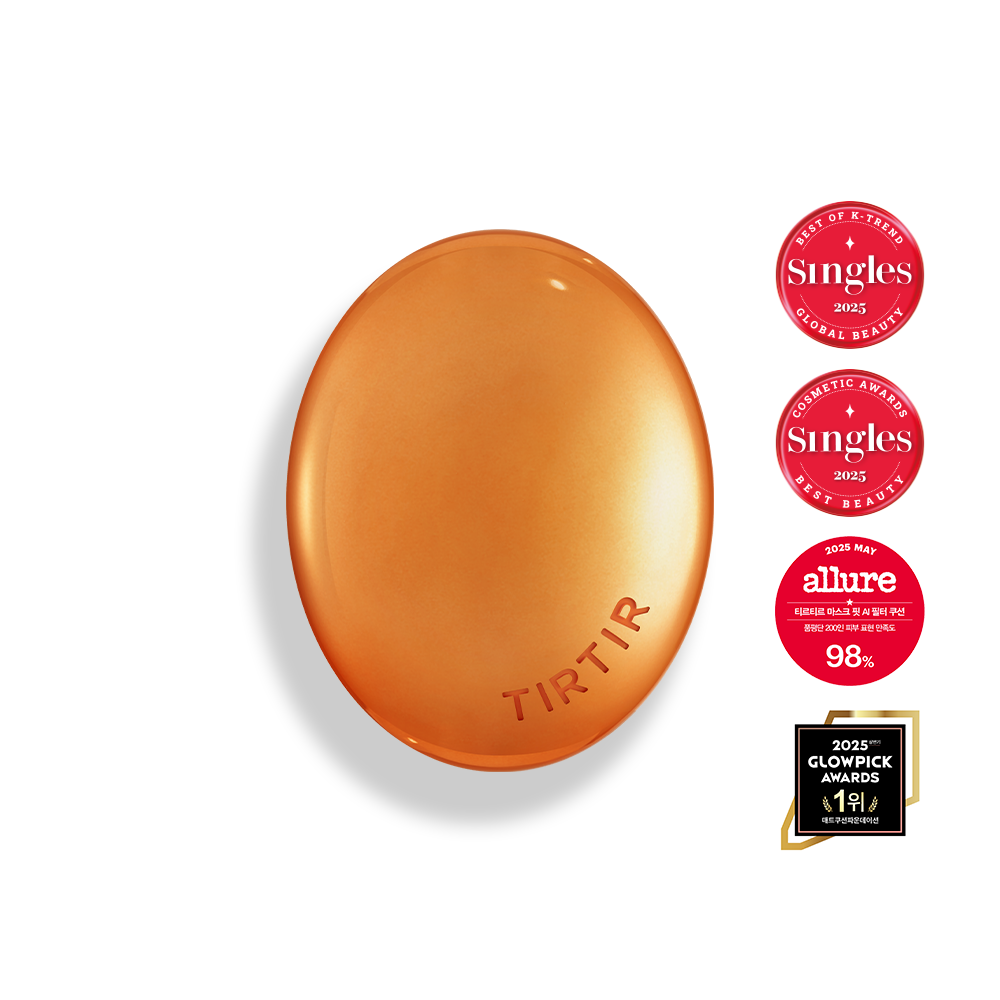 TIRTIR
BEST OF K-TREND
Singles
2025
GLOBAL BEAUTY
COSMETIC AWARDS
Singles
2025
BEST BEAUTY
2025 MAY
allure
티르티르 마스크 핏 AI 필터 쿠션
품평단 200인 피부 표현 만족도
98%
2025 상반기
GLOWPICK
AWARDS
1위
매트쿠션파운데이션